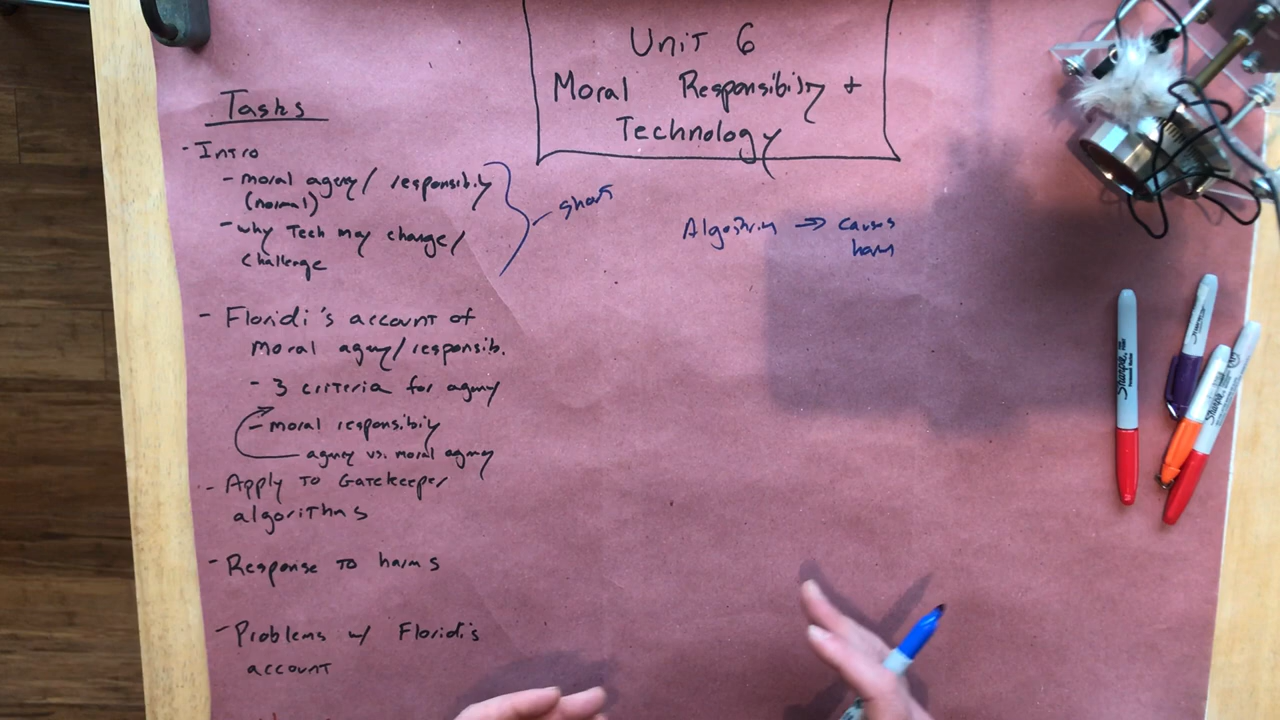 Unit 6
Moral Responsibility +
Technology
Tasks
- Intro
- moral agency/ responsibility
(normal)
- why Tech may change/
challenge
short
Algorithm → causes
harm
- Floridi's account of
Moral agency/responsib.
- 3 criteria for agency
- moral responsibility
agency vs. moral agency
- Apply to Gatekeeper
algorithms
- Response to harms
- Problems w/ Floridi's
account
Sharpie
Sharpie